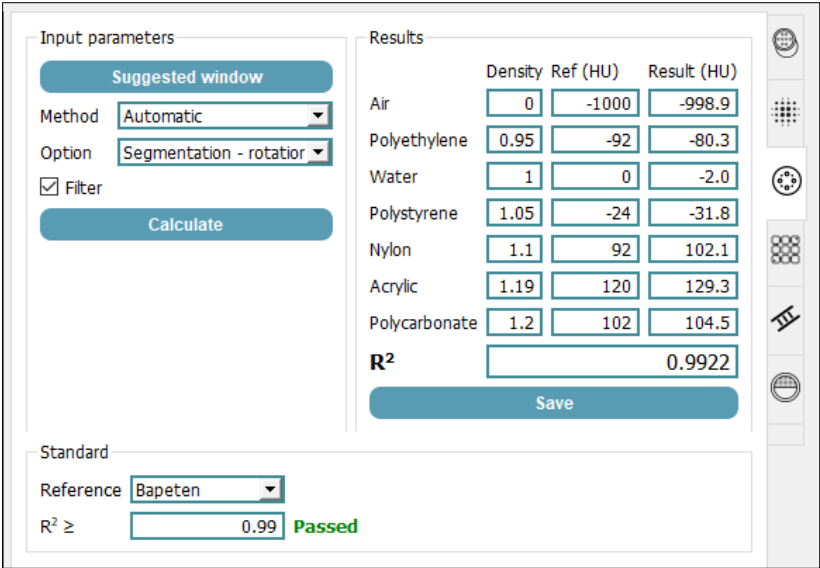 Input parameters
Suggested window
Method Automatic
Option Segmentation - rotation
Filter
Calculate
Results
Density Ref (HU) Result (HU)
Air 0 -1000 -998.9
Polyethylene 0.95 -92 -80.3
Water 1 0 -2.0
Polystyrene 1.05 -24 -31.8
Nylon 1.1 92 102.1
Acrylic 1.19 120 129.3
Polycarbonate 1.2 102 104.5
R² 0.9922
Save
Standard
Reference Bapeten
R² ≥ 0.99 Passed